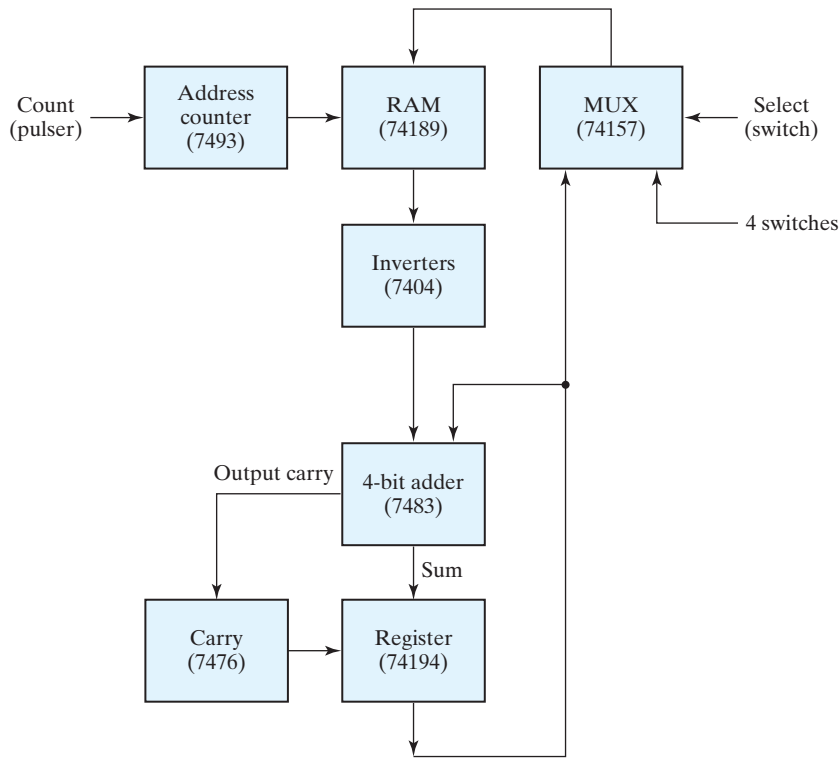 Count
(pulser)
Address
counter
(7493)
RAM
(74189)
MUX
(74157)
Select
(switch)
4 switches
Inverters
(7404)
Output carry
4-bit adder
(7483)
Sum
Carry
(7476)
Register
(74194)